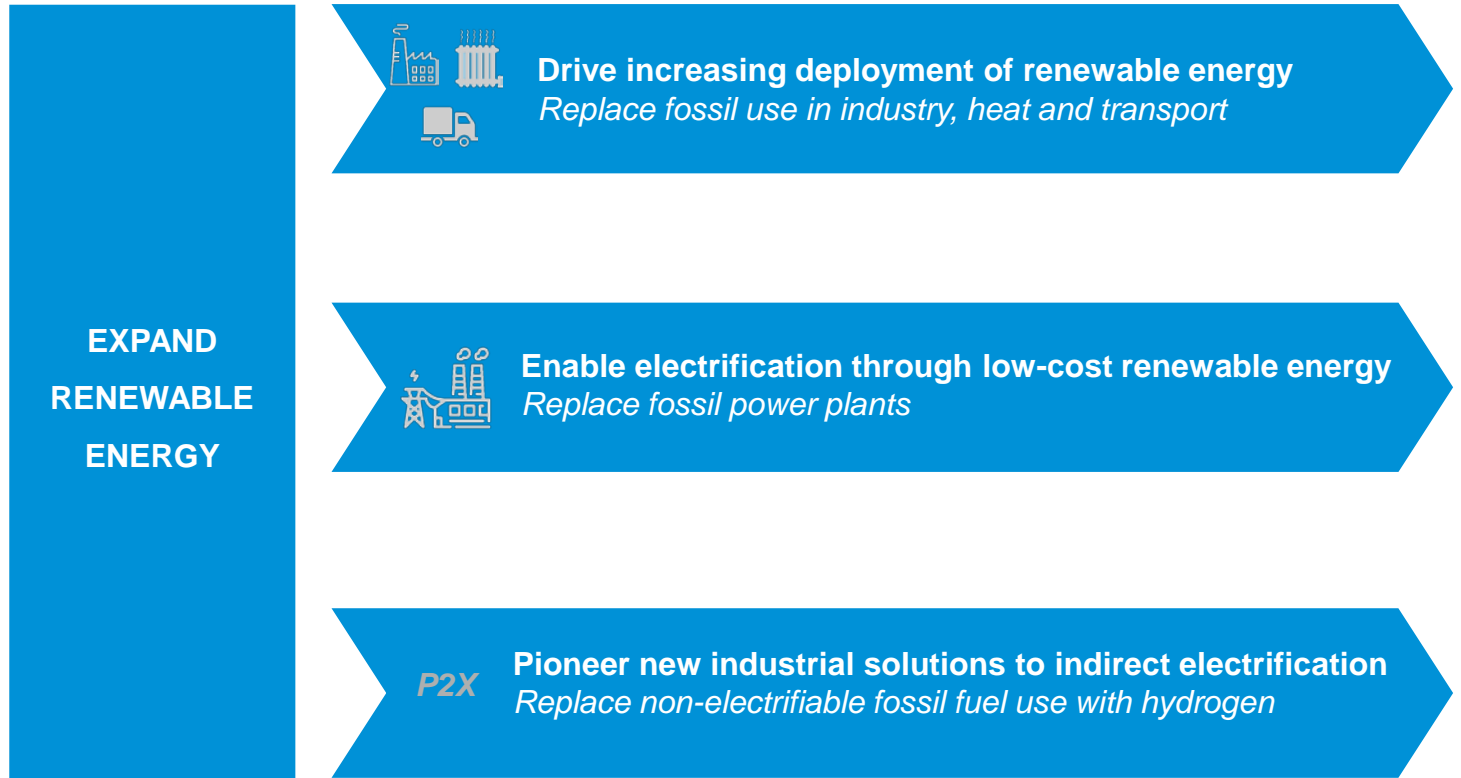 EXPAND
RENEWABLE
ENERGY
Drive increasing deployment of renewable energy
Replace fossil use in industry, heat and transport
Enable electrification through low-cost renewable energy
Replace fossil power plants
P2X
Pioneer new industrial solutions to indirect electrification
Replace non-electrifiable fossil fuel use with hydrogen